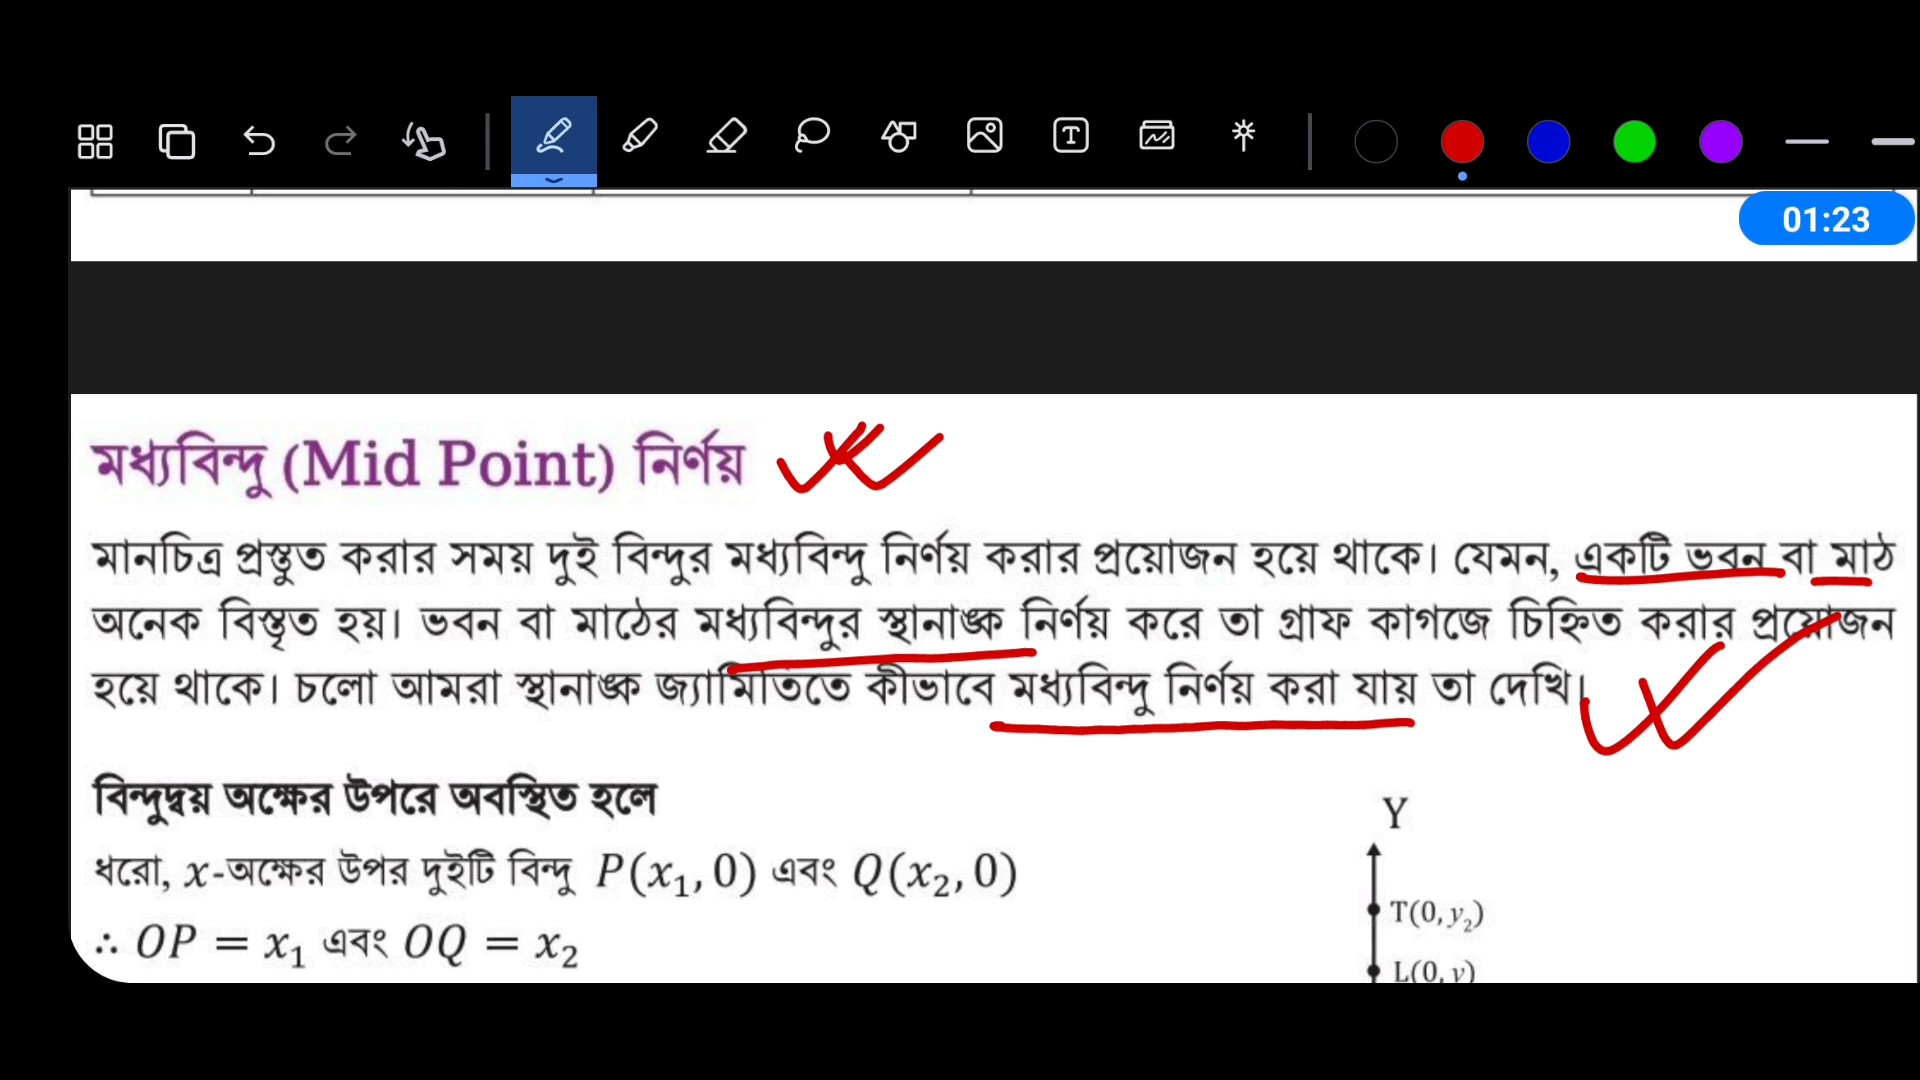 01:23
মধ্যবিন্দু (Mid Point) নির্ণয়
মানচিত্র প্রস্তুত করার সময় দুই বিন্দুর মধ্যবিন্দু নির্ণয় করার প্রয়োজন হয়ে থাকে। যেমন, একটি ভবন বা মাঠ
অনেক বিস্তৃত হয়। ভবন বা মাঠের মধ্যবিন্দুর স্থানাঙ্ক নির্ণয় করে তা গ্রাফ কাগজে চিহ্নিত করার প্রয়োজন
হয়ে থাকে। চলো আমরা স্থানাঙ্ক জ্যামিতিতে কীভাবে মধ্যবিন্দু নির্ণয় করা যায় তা দেখি।
বিন্দুদ্বয় অক্ষের উপরে অবস্থিত হলে
ধরো, x-অক্ষের উপর দুইটি বিন্দু P(x₁, 0) এবং Q(x₂, 0)
∴ OP = x₁ এবং OQ = x₂
Y
T(0, y₂)
L(0, y)